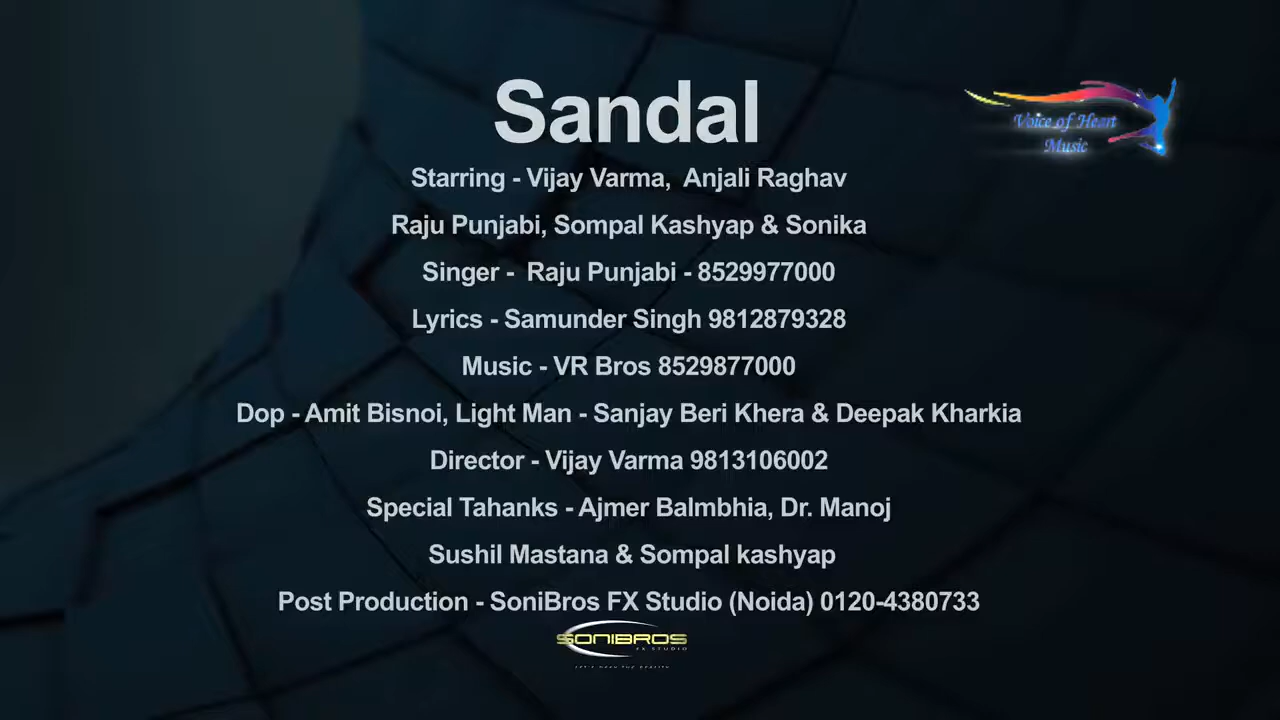 Sandal
Voice of Heart
Music
Starring - Vijay Varma,  Anjali Raghav
Raju Punjabi, Sompal Kashyap & Sonika
Singer -  Raju Punjabi - 8529977000
Lyrics - Samunder Singh 9812879328
Music - VR Bros 8529877000
Dop - Amit Bisnoi, Light Man - Sanjay Beri Khera & Deepak Kharkia
Director - Vijay Varma 9813106002
Special Tahanks - Ajmer Balmbhia, Dr. Manoj
Sushil Mastana & Sompal kashyap
Post Production - SoniBros FX Studio (Noida) 0120-4380733
SONIBROS
FX STUDIO